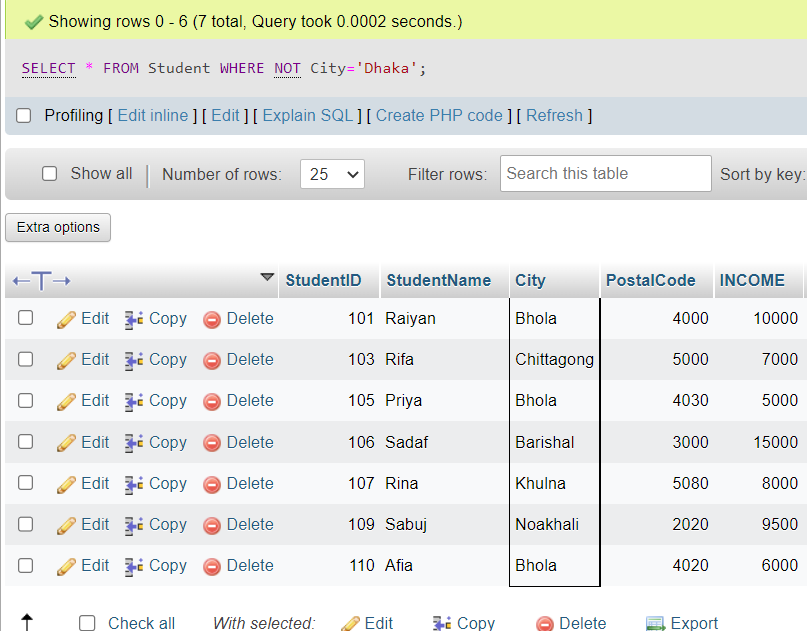 Showing rows 0 - 6 (7 total, Query took 0.0002 seconds.)
SELECT * FROM Student WHERE NOT City='Dhaka';
Profiling [ Edit inline ] [ Edit ] [ Explain SQL ] [ Create PHP code ] [ Refresh ]
Show all Number of rows: 25 Filter rows: Search this table Sort by key:
Extra options
StudentID StudentName City PostalCode INCOME
Edit Copy Delete 101 Raiyan Bhola 4000 10000
Edit Copy Delete 103 Rifa Chittagong 5000 7000
Edit Copy Delete 105 Priya Bhola 4030 5000
Edit Copy Delete 106 Sadaf Barishal 3000 15000
Edit Copy Delete 107 Rina Khulna 5080 8000
Edit Copy Delete 109 Sabuj Noakhali 2020 9500
Edit Copy Delete 110 Afia Bhola 4020 6000
Check all With selected: Edit Copy Delete Export